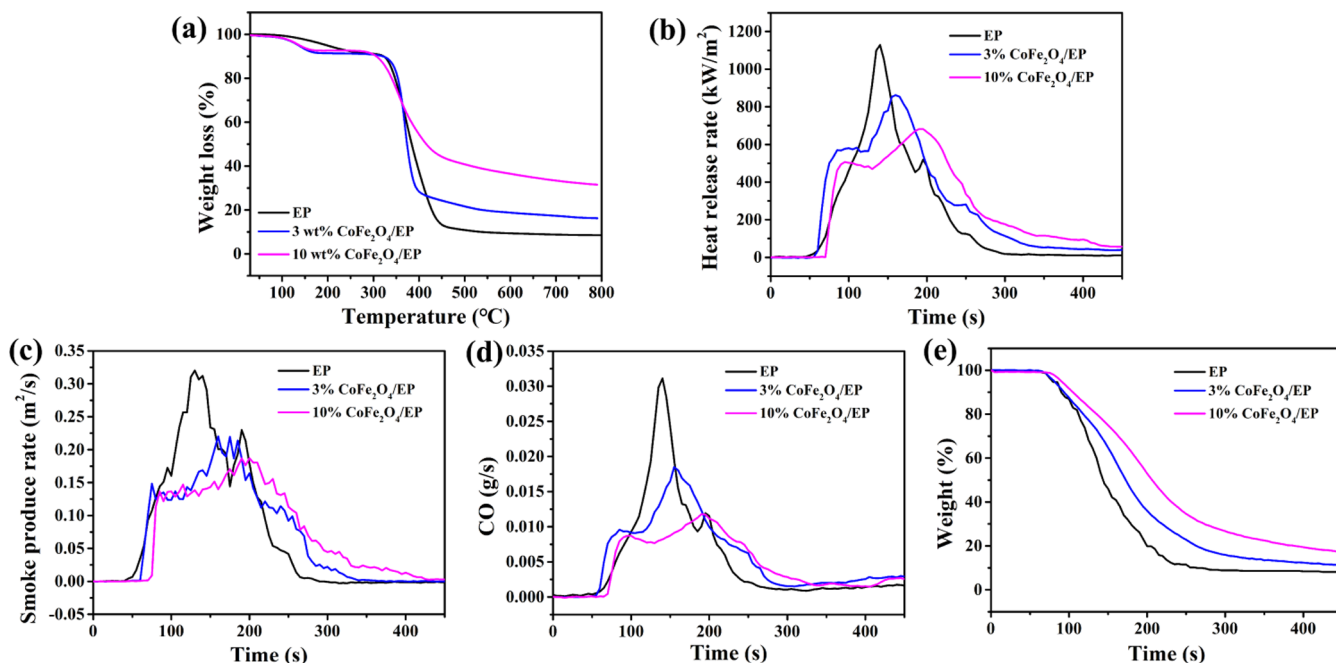 (a)
Weight loss (%)
100
80
60
40
20
0
EP
3 wt% CoFe₂O₄/EP
10 wt% CoFe₂O₄/EP
100 200 300 400 500 600 700 800
Temperature (°C)
(b)
Heat release rate (kW/m²)
1200
1000
800
600
400
200
0
EP
3% CoFe₂O₄/EP
10% CoFe₂O₄/EP
0 100 200 300 400
Time (s)
(c)
Smoke produce rate (m²/s)
0.35
0.30
0.25
0.20
0.15
0.10
0.05
0.00
-0.05
EP
3% CoFe₂O₄/EP
10% CoFe₂O₄/EP
0 100 200 300 400
Time (s)
(d)
CO (g/s)
0.035
0.030
0.025
0.020
0.015
0.010
0.005
0.000
EP
3% CoFe₂O₄/EP
10% CoFe₂O₄/EP
0 100 200 300 400
Time (s)
(e)
Weight (%)
100
80
60
40
20
0
EP
3% CoFe₂O₄/EP
10% CoFe₂O₄/EP
0 100 200 300 400
Time (s)